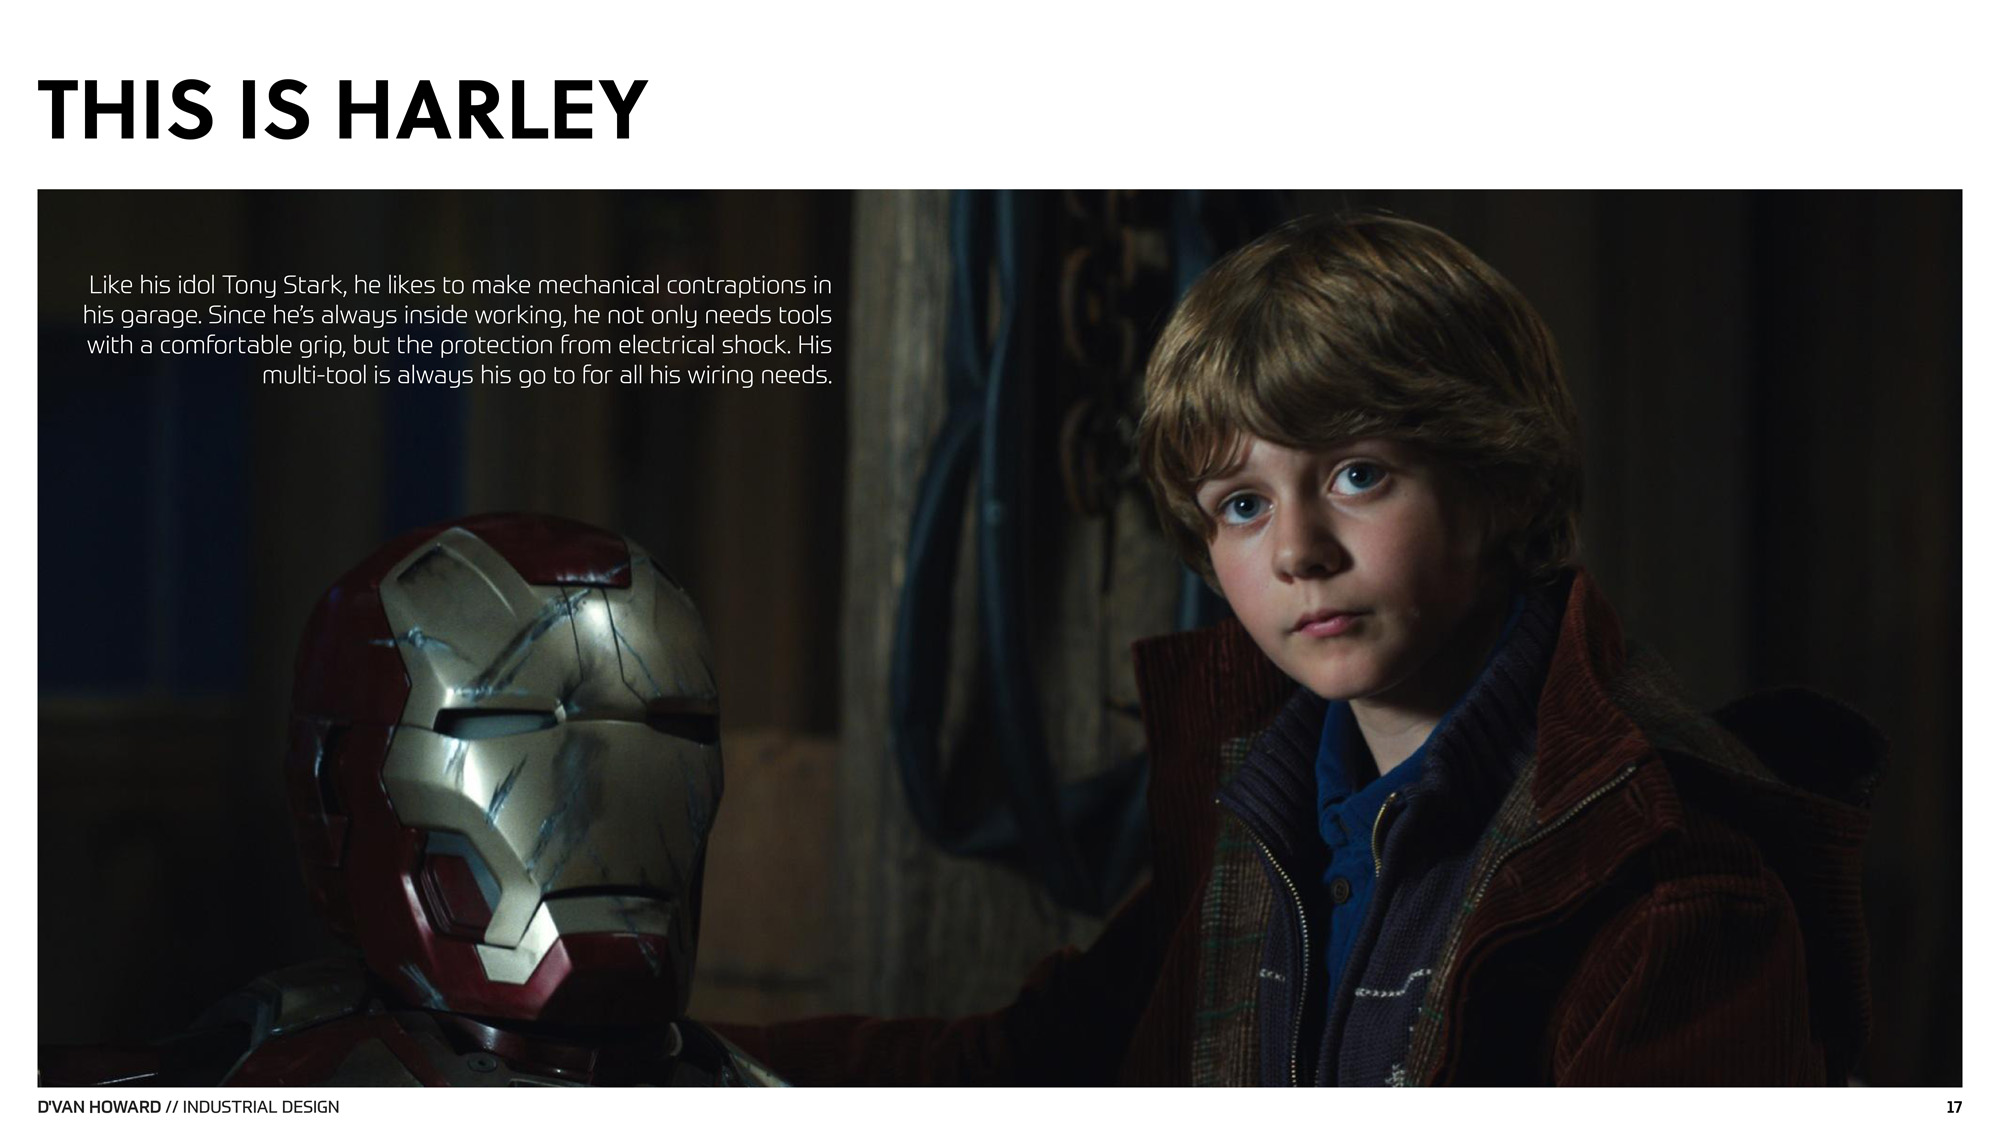 THIS IS HARLEY
Like his idol Tony Stark, he likes to make mechanical contraptions in
his garage. Since he’s always inside working, he not only needs tools
with a comfortable grip, but the protection from electrical shock. His
multi-tool is always his go to for all his wiring needs.
D'VAN HOWARD // INDUSTRIAL DESIGN
17